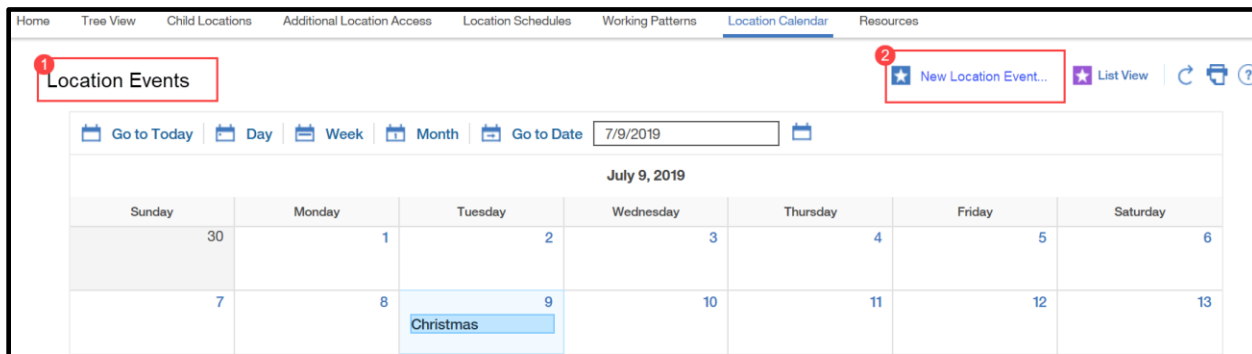 Home Tree View Child Locations Additional Location Access Location Schedules Working Patterns Location Calendar Resources
1 2
Location Events New Location Event... List View ?
Go to Today Day Week Month Go to Date 7/9/2019
July 9, 2019
Sunday Monday Tuesday Wednesday Thursday Friday Saturday
30 1 2 3 4 5 6
7 8 9 10 11 12 13
Christmas